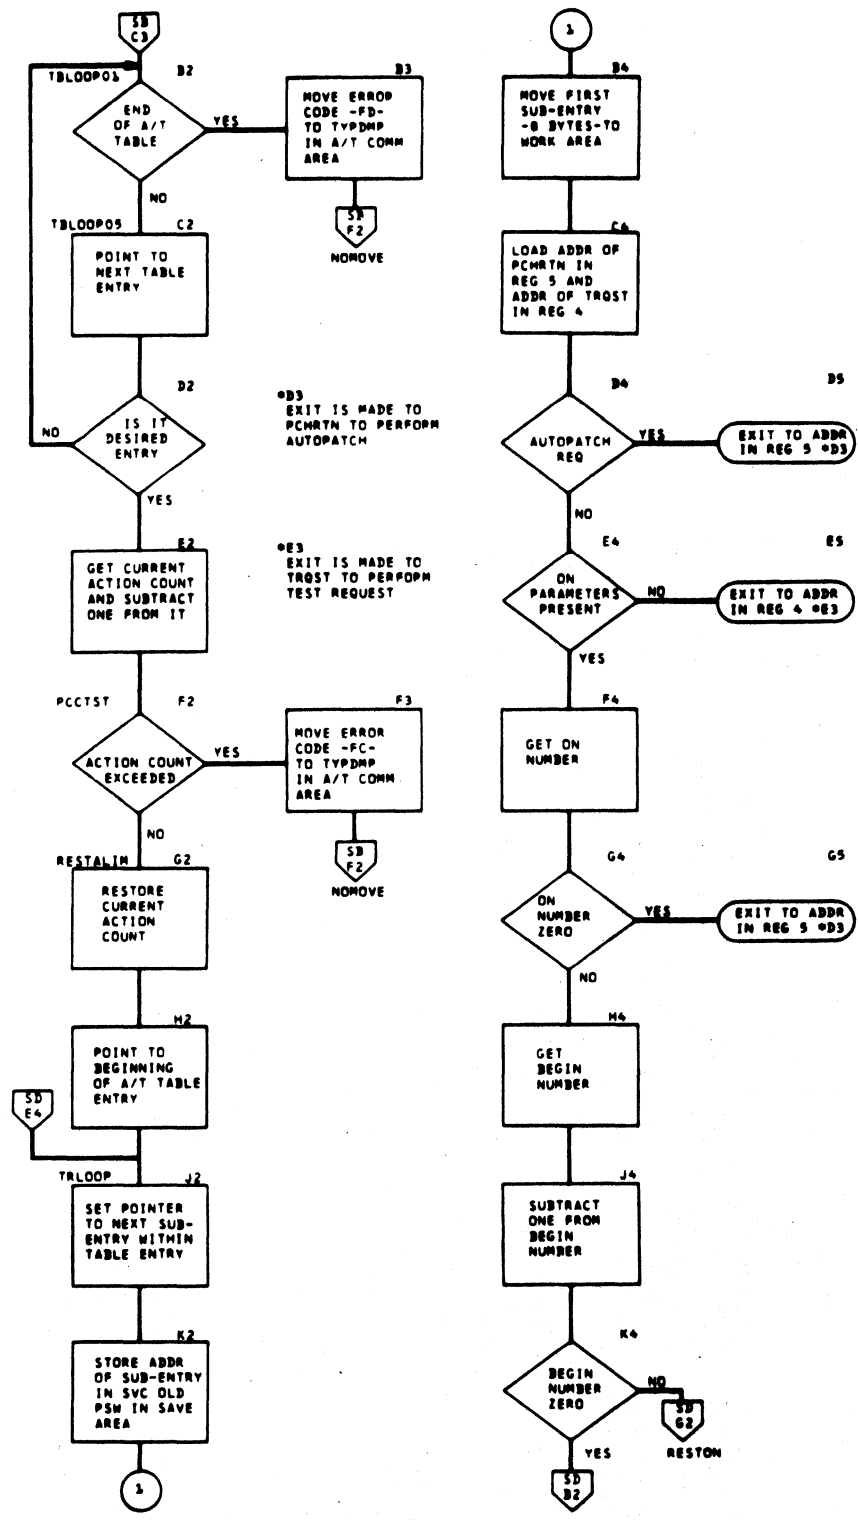 SB
C3
TBLOOP01
B2
END
OF A/T
TABLE
YES
NO
B3
MOVE ERROR
CODE -FD-
TO TYPDMP
IN A/T COMM
AREA
SB
F2
NOMOVE
TBLOOP05
C2
POINT TO
NEXT TABLE
ENTRY
D2
IS IT
DESIRED
ENTRY
NO
YES
*D3
EXIT IS MADE TO
PCHRTN TO PERFORM
AUTOPATCH
E2
GET CURRENT
ACTION COUNT
AND SUBTRACT
ONE FROM IT
*E3
EXIT IS MADE TO
TRQST TO PERFORM
TEST REQUEST
PCCTST
F2
ACTION COUNT
EXCEEDED
YES
NO
F3
MOVE ERROR
CODE -FC-
TO TYPDMP
IN A/T COMM
AREA
SB
F2
NOMOVE
RESTALIM
G2
RESTORE
CURRENT
ACTION
COUNT
H2
POINT TO
BEGINNING
OF A/T TABLE
ENTRY
SD
E4
TRLOOP
J2
SET POINTER
TO NEXT SUB-
ENTRY WITHIN
TABLE ENTRY
K2
STORE ADDR
OF SUB-ENTRY
IN SVC OLD
PSW IN SAVE
AREA
1
1
B4
MOVE FIRST
SUB-ENTRY
-8 BYTES-TO
WORK AREA
C4
LOAD ADDR OF
PCHRTN IN
REG 5 AND
ADDR OF TRQST
IN REG 4
D4
AUTOPATCH
REQ
YES
NO
D5
EXIT TO ADDR
IN REG 5 *D3
E4
ON
PARAMETERS
PRESENT
NO
YES
E5
EXIT TO ADDR
IN REG 4 *E3
F4
GET ON
NUMBER
G4
ON
NUMBER
ZERO
YES
NO
G5
EXIT TO ADDR
IN REG 5 *D3
H4
GET
BEGIN
NUMBER
J4
SUBTRACT
ONE FROM
BEGIN
NUMBER
K4
BEGIN
NUMBER
ZERO
NO
YES
SD
G2
RESTON
SD
B2